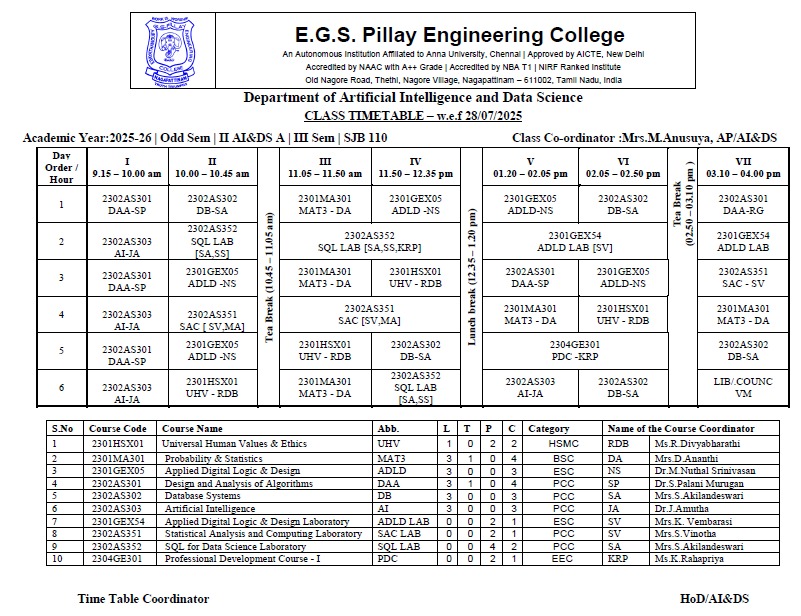 E.G.S. Pillay Engineering College
An Autonomous Institution Affiliated to Anna University, Chennai | Approved by AICTE, New Delhi
Accredited by NAAC with A++ Grade | Accredited by NBA T1 | NIRF Ranked Institute
Old Nagore Road, Thethi, Nagore Village, Nagapattinam – 611002, Tamil Nadu, India
Department of Artificial Intelligence and Data Science
CLASS TIMETABLE – w.e.f 28/07/2025
Academic Year:2025-26 | Odd Sem | II AI&DS A | III Sem | SJB 110 Class Co-ordinator :Mrs.M.Anusuya, AP/AI&DS
Day Order / Hour
I 9.15 – 10.00 am
II 10.00 – 10.45 am
Tea Break (10.45 – 11.05 am)
III 11.05 – 11.50 am
IV 11.50 – 12.35 pm
Lunch break (12.35 – 1.20 pm)
V 01.20 – 02.05 pm
VI 02.05 – 02.50 pm
Tea Break (02.50 – 03.10 pm )
VII 03.10 – 04.00 pm
1 2302AS301 DAA-SP 2302AS302 DB-SA 2301MA301 MAT3 - DA 2301GEX05 ADLD -NS 2301GEX05 ADLD-NS 2302AS302 DB-SA 2302AS301 DAA-RG
2 2302AS303 AI-JA 2302AS352 SQL LAB [SA,SS] 2302AS352 SQL LAB [SA,SS,KRP] 2301GEX54 ADLD LAB [SV] 2301GEX54 ADLD LAB
3 2302AS301 DAA-SP 2301GEX05 ADLD -NS 2301MA301 MAT3 - DA 2301HSX01 UHV - RDB 2302AS301 DAA-SP 2301GEX05 ADLD-NS 2302AS351 SAC - SV
4 2302AS303 AI-JA 2302AS351 SAC [ SV,MA] 2302AS351 SAC [SV,MA] 2301MA301 MAT3 - DA 2301HSX01 UHV - RDB 2301MA301 MAT3 - DA
5 2302AS301 DAA-SP 2301GEX05 ADLD -NS 2301HSX01 UHV - RDB 2302AS302 DB-SA 2304GE301 PDC -KRP 2302AS302 DB-SA
6 2302AS303 AI-JA 2301HSX01 UHV - RDB 2301MA301 MAT3 - DA 2302AS352 SQL LAB [SA,SS] 2302AS303 AI-JA 2302AS302 DB-SA LIB/.COUNC VM
S.No Course Code Course Name Abb. L T P C Category Name of the Course Coordinator
1 2301HSX01 Universal Human Values & Ethics UHV 1 0 2 2 HSMC RDB Ms.R.Divyabharathi
2 2301MA301 Probability & Statistics MAT3 3 1 0 4 BSC DA Mrs.D.Ananthi
3 2301GEX05 Applied Digital Logic & Design ADLD 3 0 0 3 ESC NS Dr.M.Nuthal Srinivasan
4 2302AS301 Design and Analysis of Algorithms DAA 3 1 0 4 PCC SP Dr.S.Palani Murugan
5 2302AS302 Database Systems DB 3 0 0 3 PCC SA Mrs.S.Akilandeswari
6 2302AS303 Artificial Intelligence AI 3 0 0 3 PCC JA Dr.J.Amutha
7 2301GEX54 Applied Digital Logic & Design Laboratory ADLD LAB 0 0 2 1 ESC SV Mrs.K. Vembarasi
8 2302AS351 Statistical Analysis and Computing Laboratory SAC LAB 0 0 2 1 PCC SV Mrs.S.Vinotha
9 2302AS352 SQL for Data Science Laboratory SQL LAB 0 0 4 2 PCC SA Mrs.S.Akilandeswari
10 2304GE301 Professional Development Course - I PDC 0 0 2 1 EEC KRP Ms.K.Rahapriya
Time Table Coordinator HoD/AI&DS